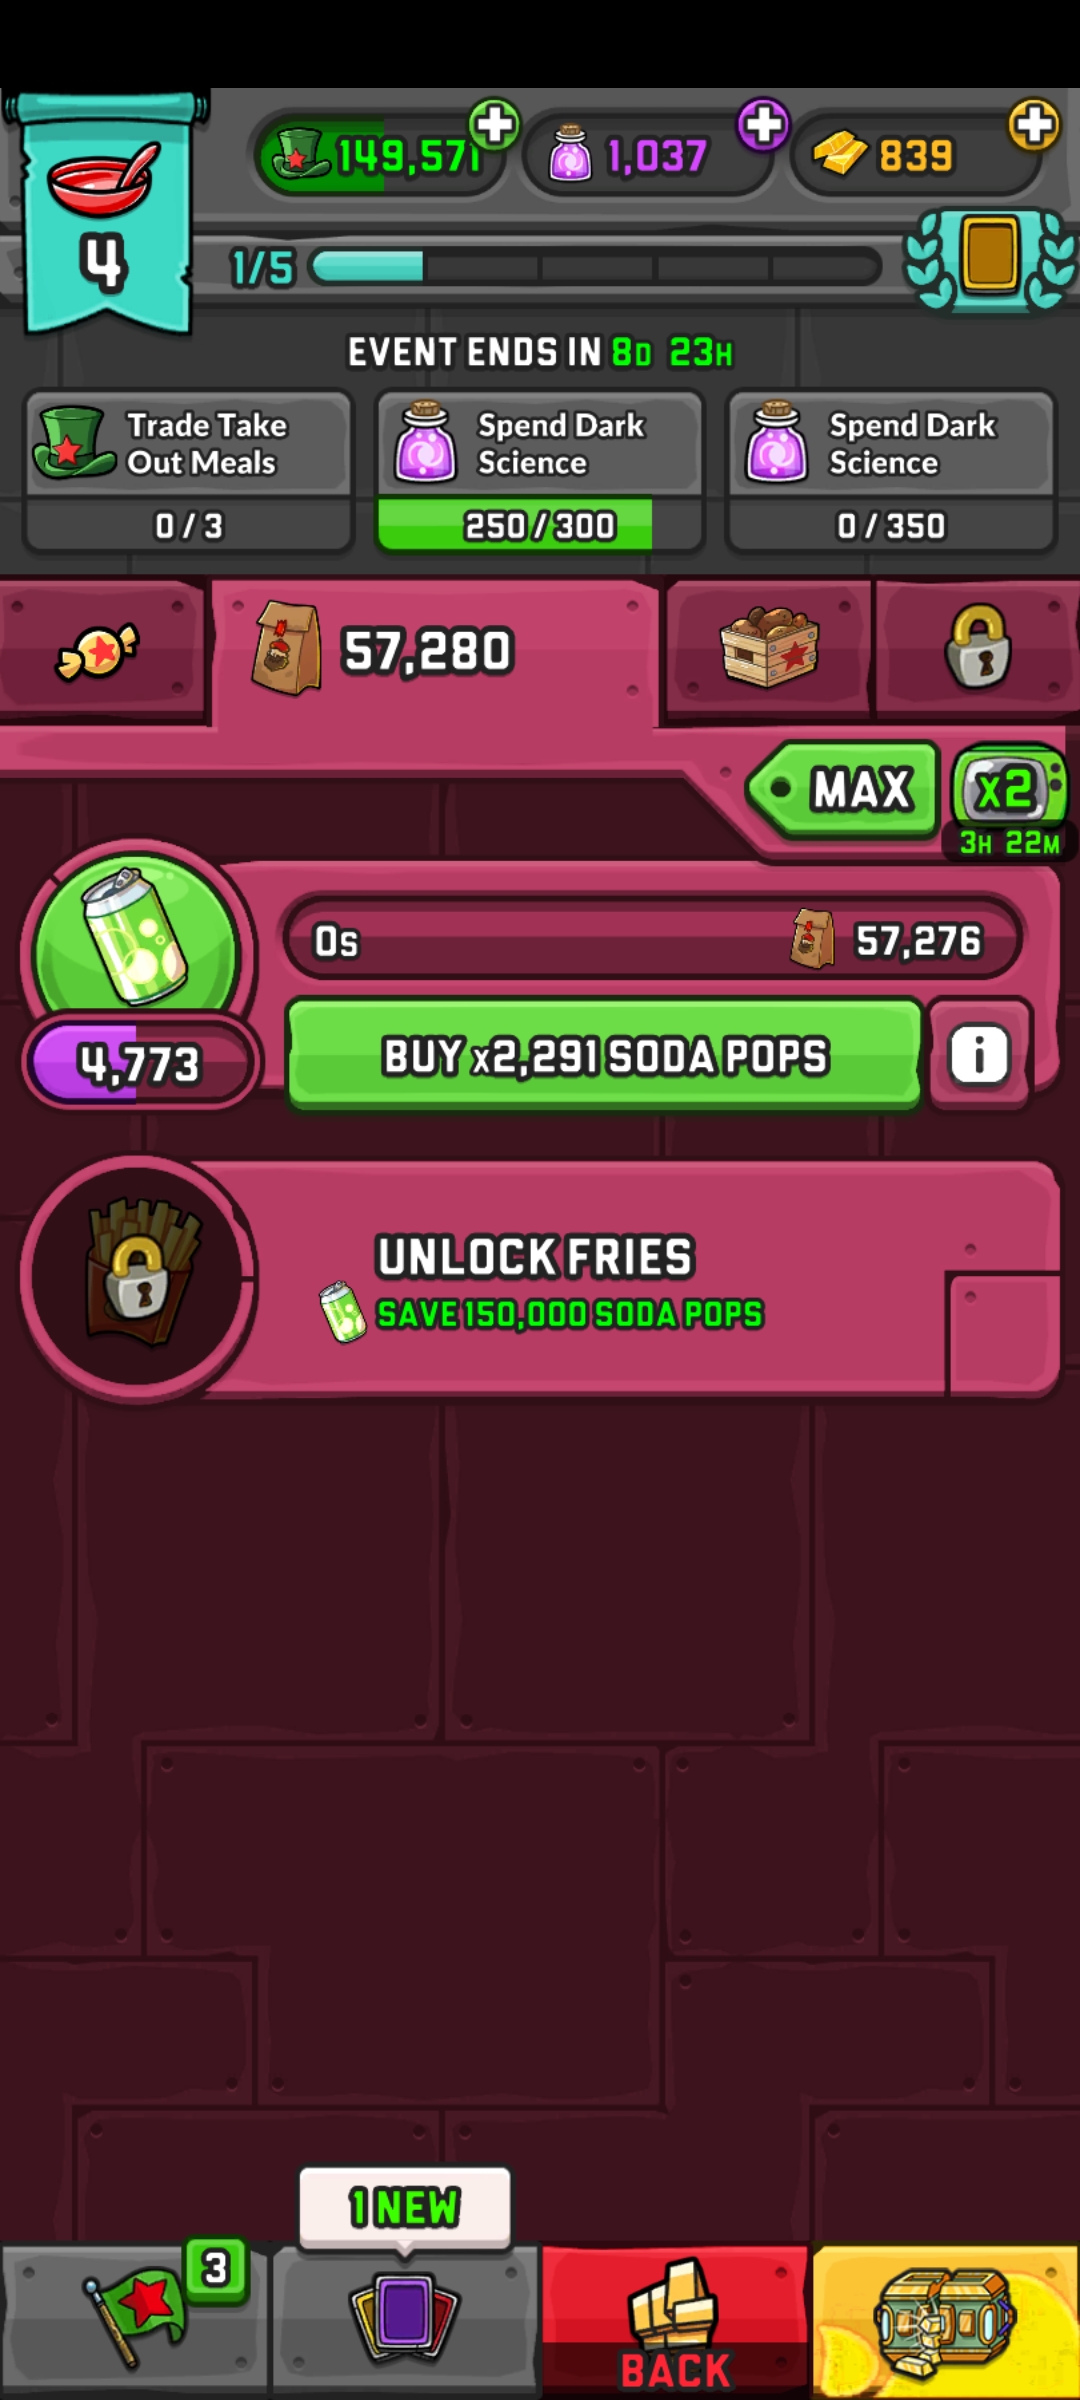 149,571
1,037
839
4
1/5
EVENT ENDS IN 8D 23H
Trade Take
Out Meals
0 / 3
Spend Dark
Science
250 / 300
Spend Dark
Science
0 / 350
57,280
MAX
x2
3H 22M
0s
57,276
4,773
BUY x2,291 SODA POPS
i
UNLOCK FRIES
SAVE 150,000 SODA POPS
1 NEW
3
BACK